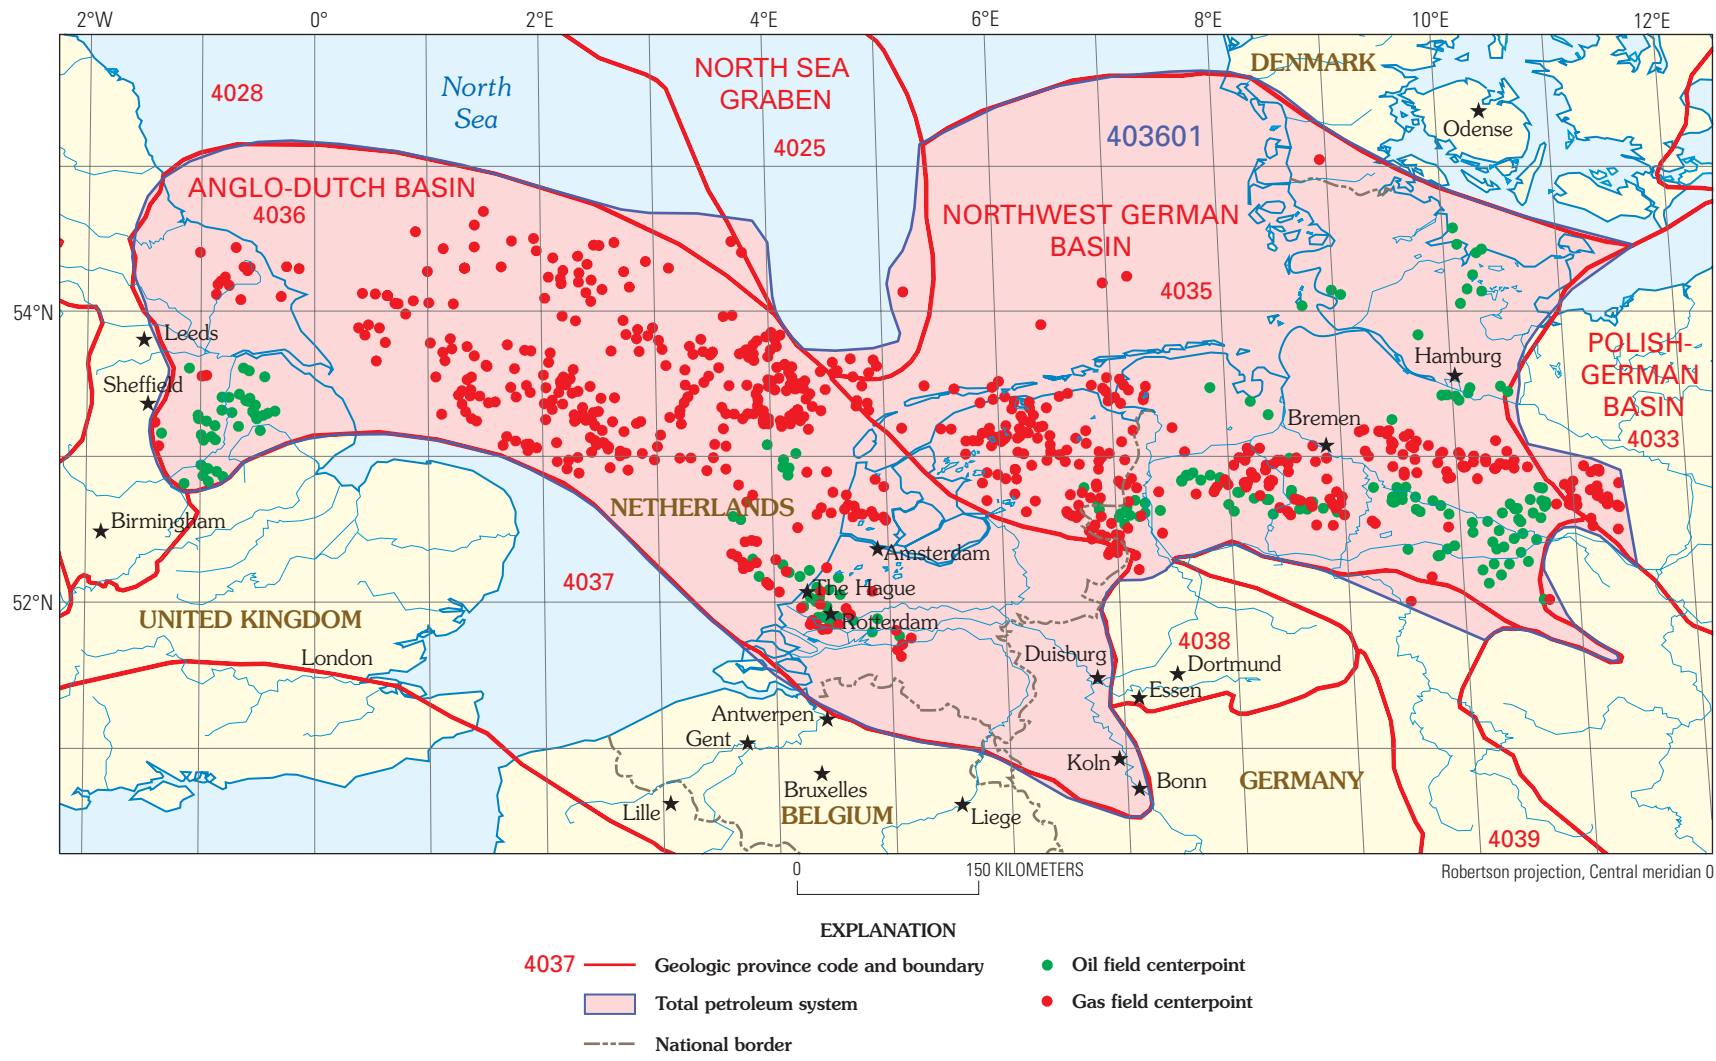 2°W 0° 2°E 4°E 6°E 8°E 10°E 12°E
DENMARK
NORTH SEA
GRABEN
4028
North
Sea
Odense
403601
4025
ANGLO-DUTCH BASIN
4036
NORTHWEST GERMAN
BASIN
4035
54°N
Leeds
POLISH-
GERMAN
BASIN
4033
Hamburg
Sheffield
Bremen
NETHERLANDS
Birmingham
Amsterdam
4037
The Hague
52°N
UNITED KINGDOM
Rotterdam
4038
London
Duisburg
Dortmund
Essen
Antwerpen
Gent
Koln
Bonn
GERMANY
Bruxelles
BELGIUM
Lille
Liege
4039
0 150 KILOMETERS
Robertson projection, Central meridian 0
EXPLANATION
4037 Geologic province code and boundary
Oil field centerpoint
Total petroleum system
Gas field centerpoint
National border